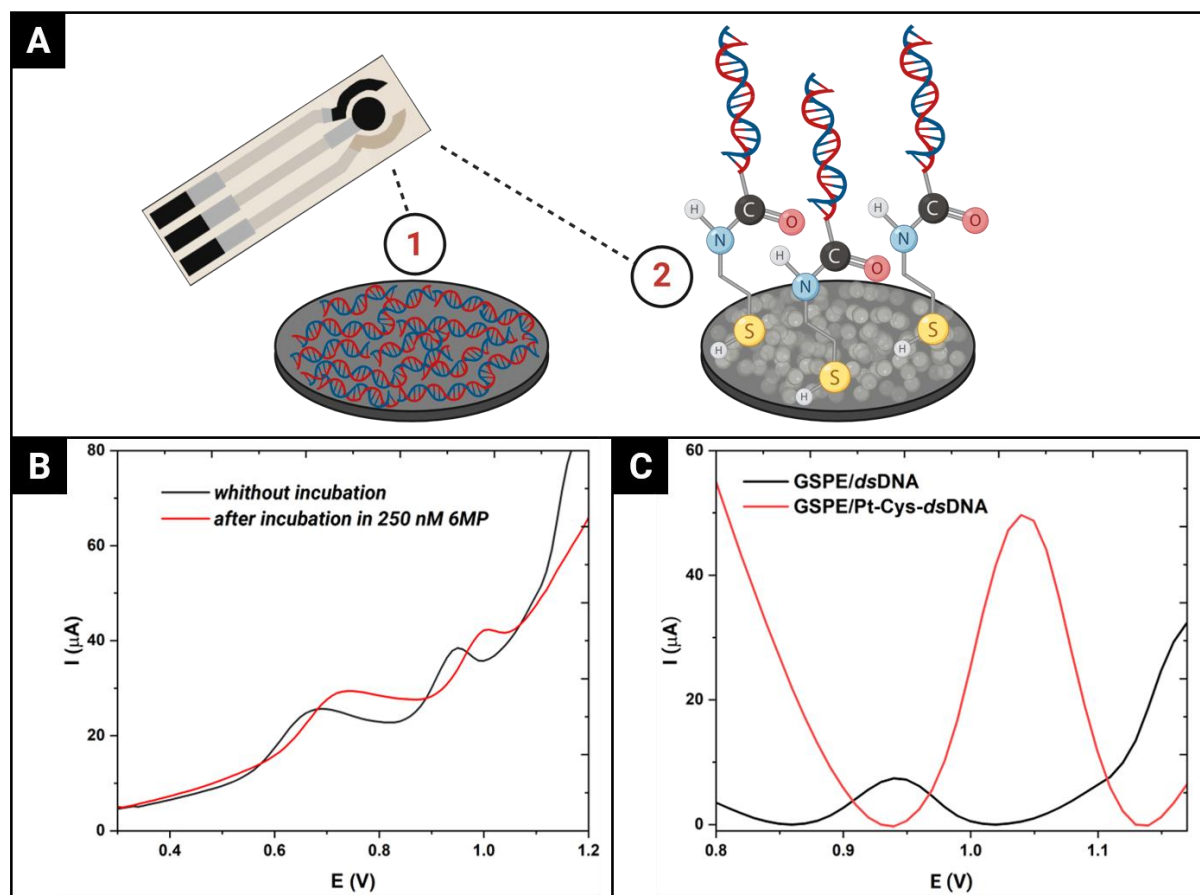 A
1
2
C
O
H
N
S
H
C
O
H
N
S
H
C
O
H
N
S
H
B
whithout incubation
after incubation in 250 nM 6MP
80
60
40
20
0
I (μA)
0.4 0.6 0.8 1.0 1.2
E (V)
C
GSPE/dsDNA
GSPE/Pt-Cys-dsDNA
60
40
20
0
I (μA)
0.8 0.9 1.0 1.1
E (V)